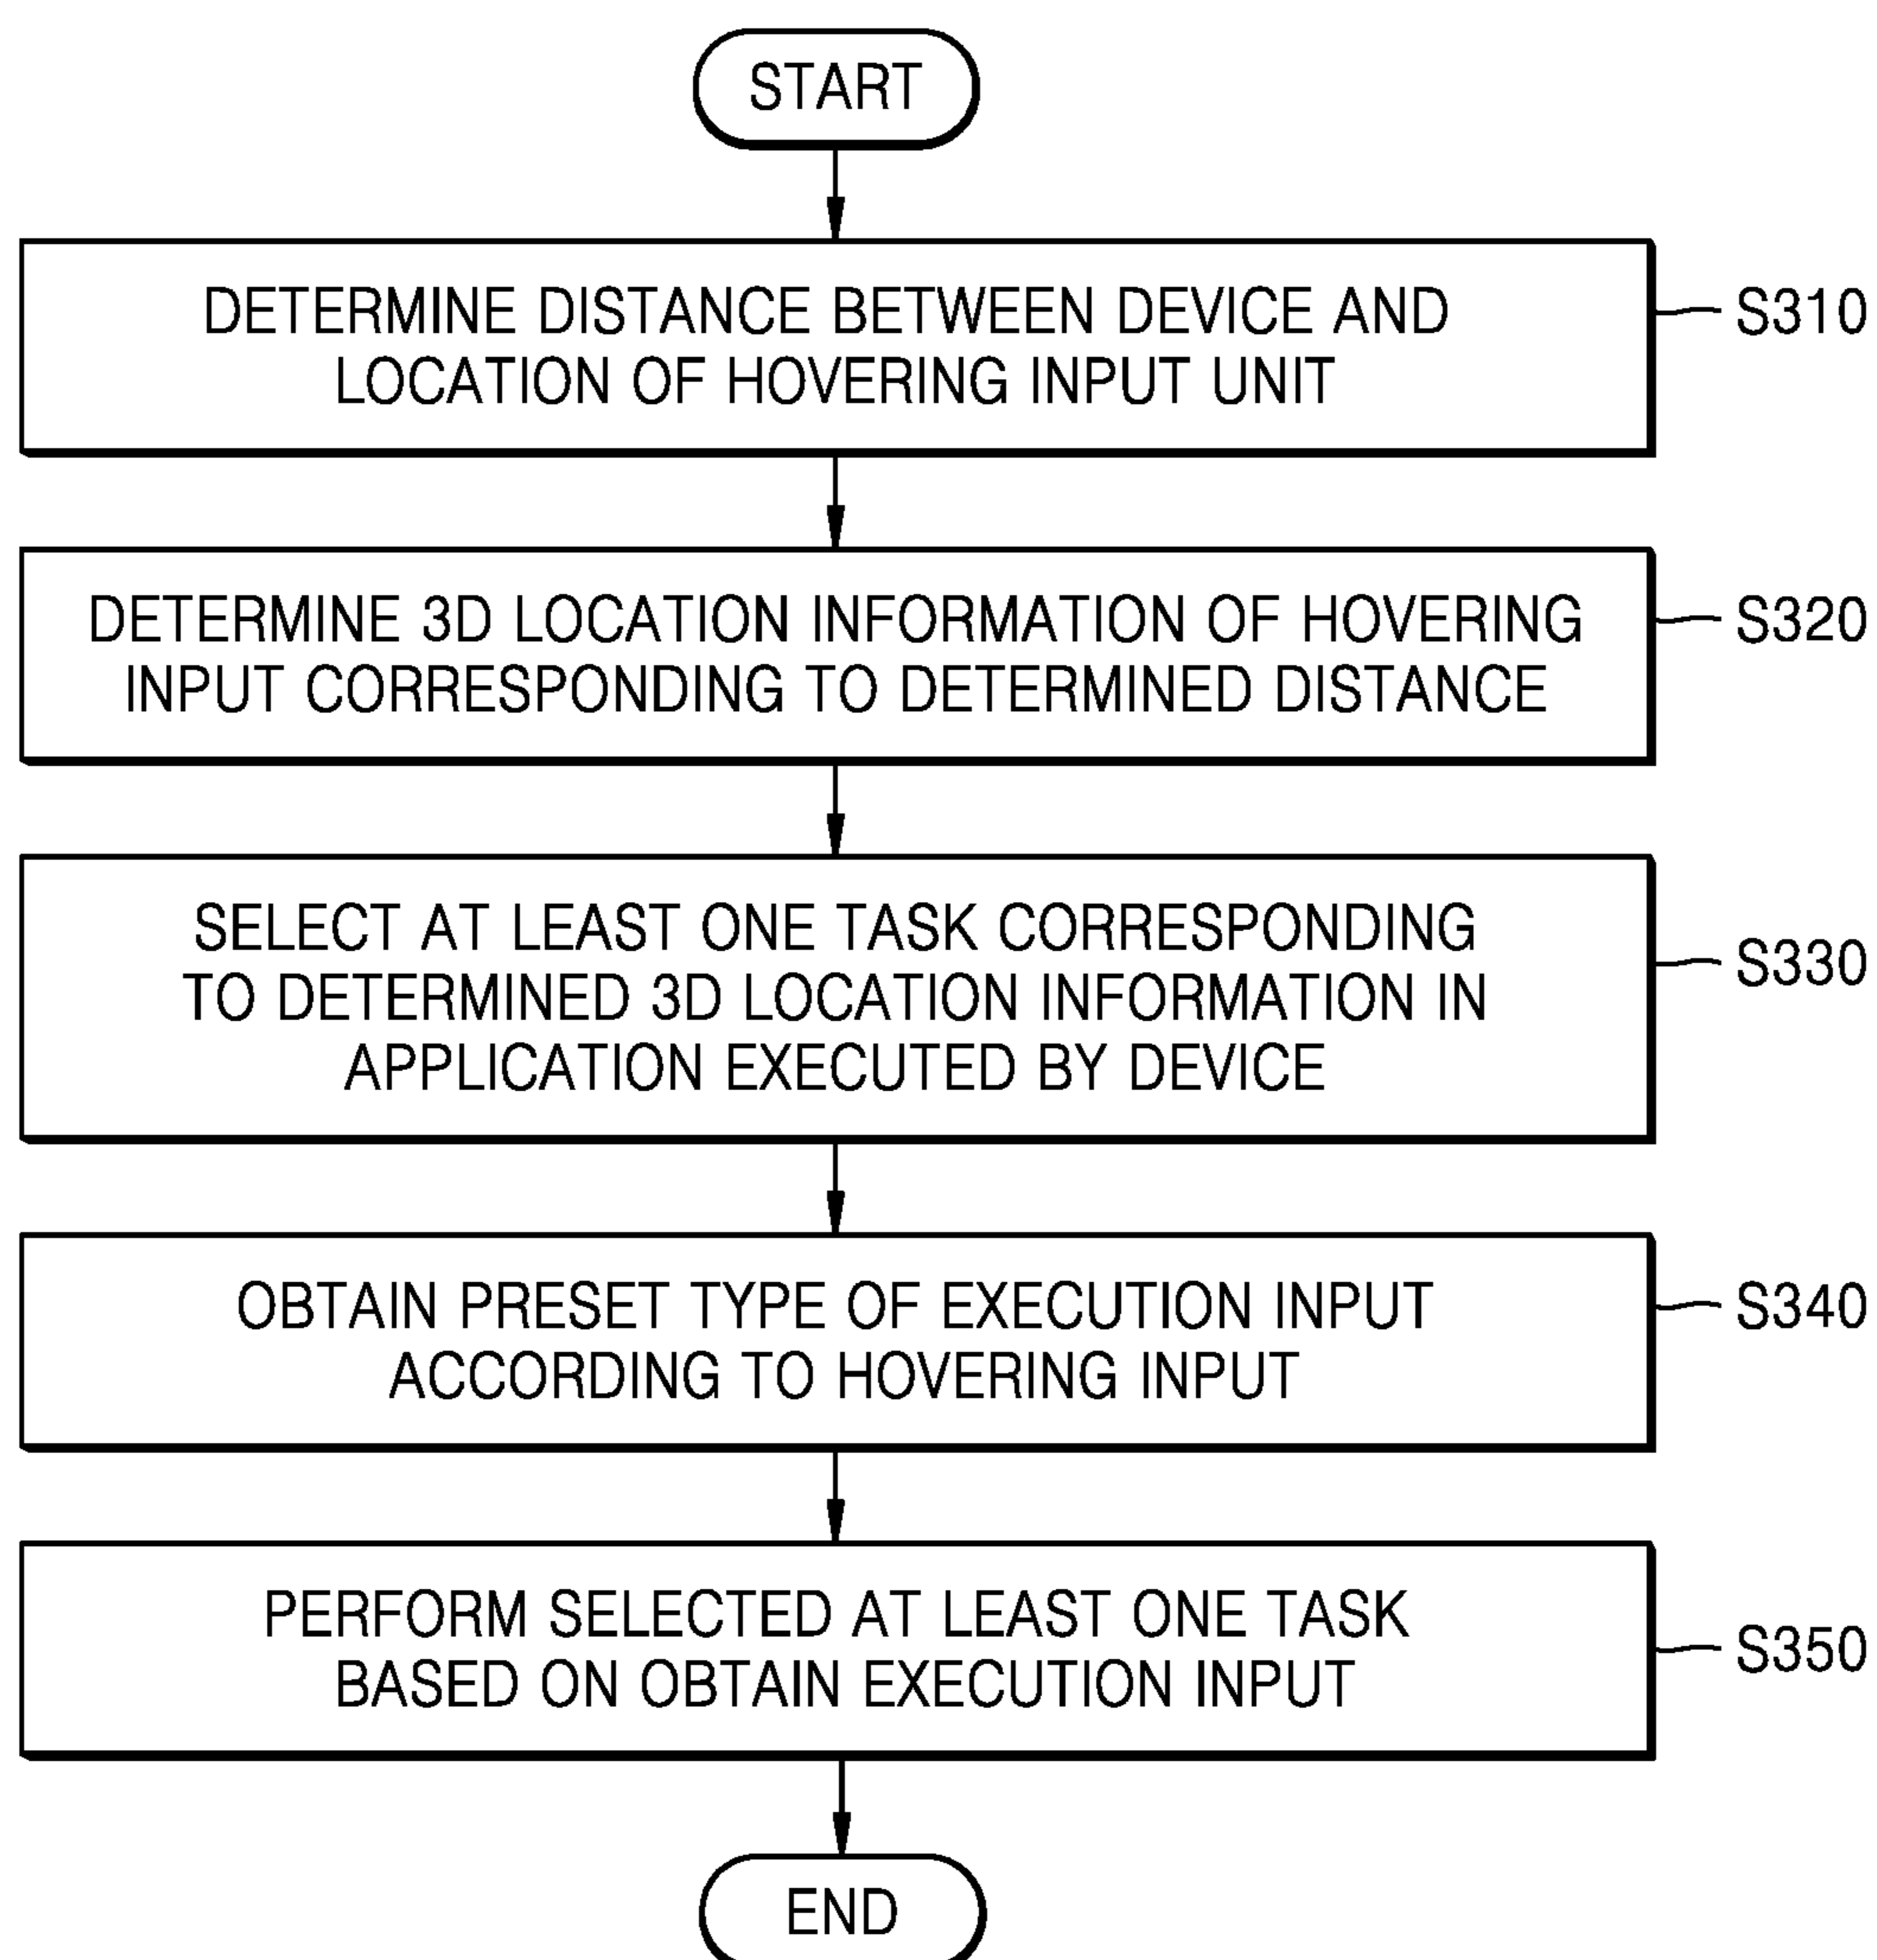 START
DETERMINE DISTANCE BETWEEN DEVICE AND
LOCATION OF HOVERING INPUT UNIT
S310
DETERMINE 3D LOCATION INFORMATION OF HOVERING
INPUT CORRESPONDING TO DETERMINED DISTANCE
S320
SELECT AT LEAST ONE TASK CORRESPONDING
TO DETERMINED 3D LOCATION INFORMATION IN
APPLICATION EXECUTED BY DEVICE
S330
OBTAIN PRESET TYPE OF EXECUTION INPUT
ACCORDING TO HOVERING INPUT
S340
PERFORM SELECTED AT LEAST ONE TASK
BASED ON OBTAIN EXECUTION INPUT
S350
END